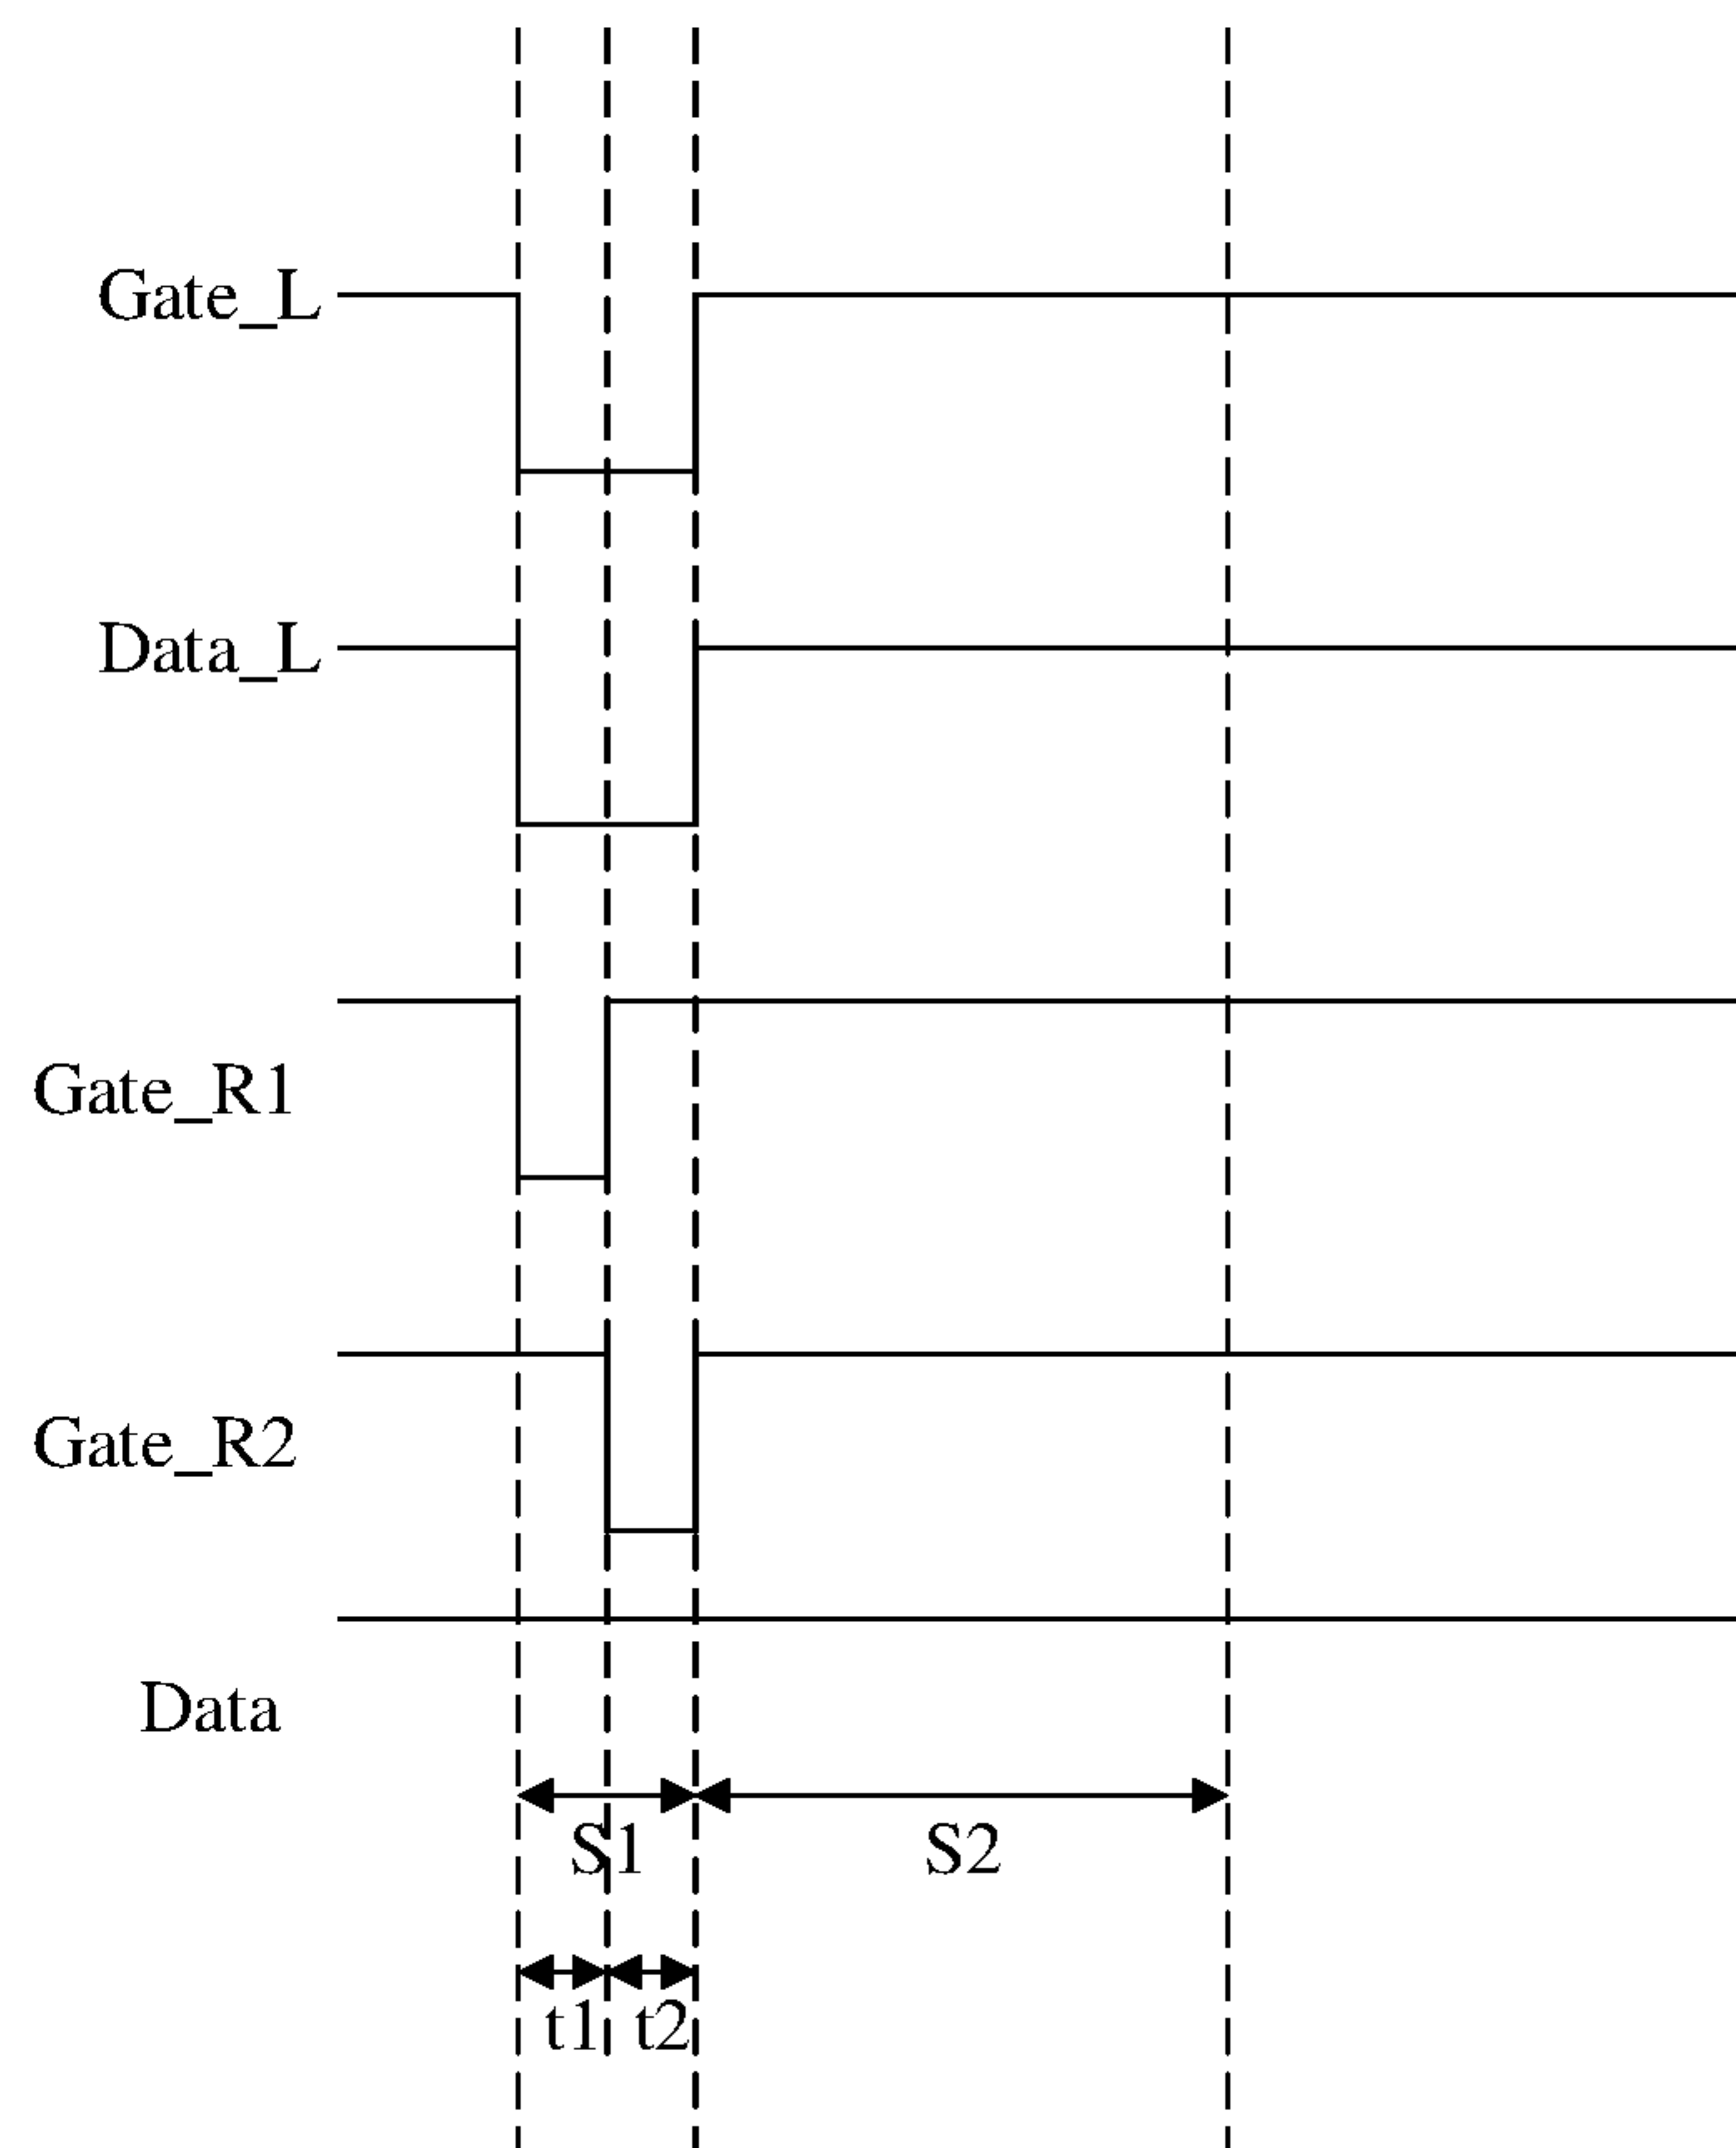 Gate_L
Data_L
Gate_R1
Gate_R2
Data
S1 S2
t1 t2